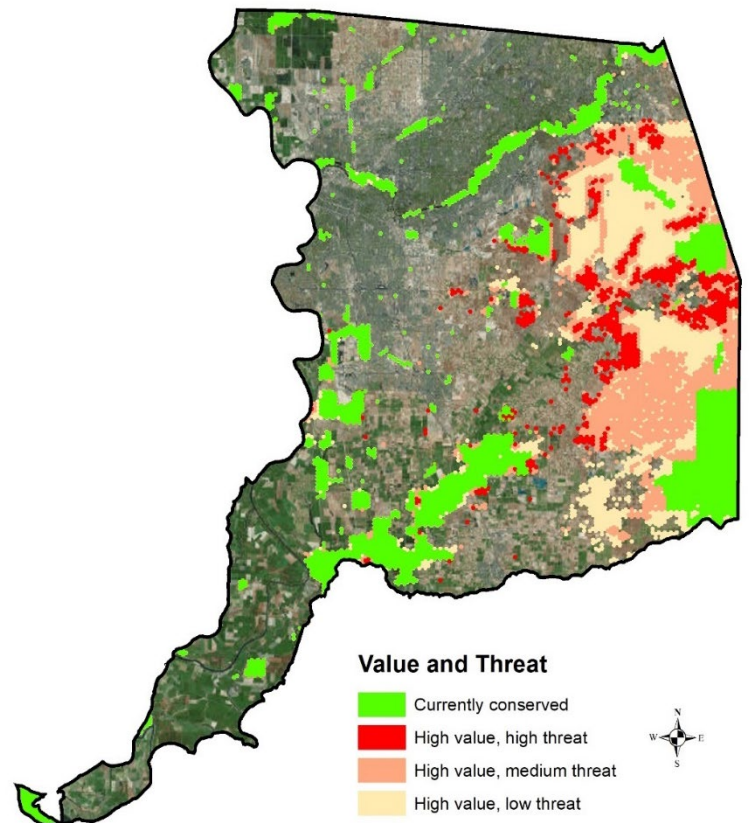 Value and Threat
Currently conserved
High value, high threat
High value, medium threat
High value, low threat
N
W E
S